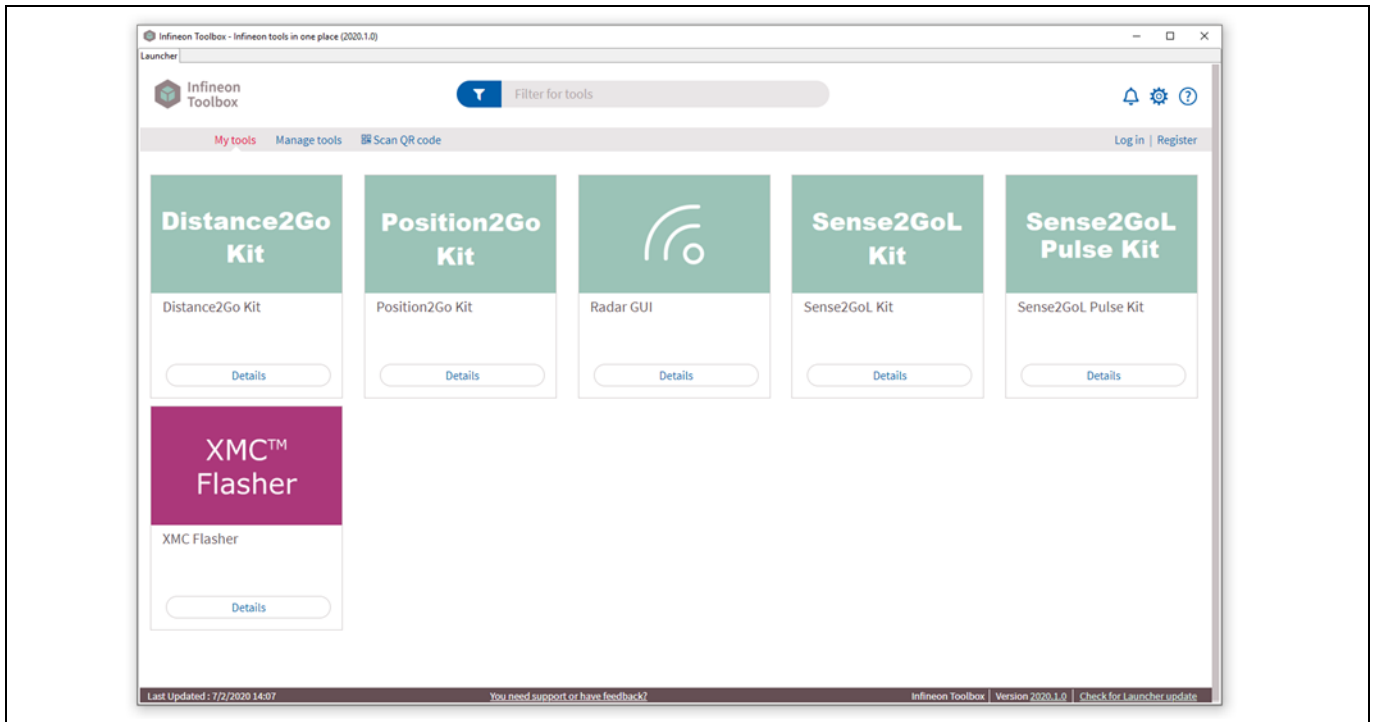 Infineon Toolbox - Infineon tools in one place (2020.1.0)
Launcher
Infineon
Toolbox
Filter for tools
My tools Manage tools Scan QR code Log in | Register
Distance2Go
Kit
Position2Go
Kit
Sense2GoL
Kit
Sense2GoL
Pulse Kit
Distance2Go Kit Position2Go Kit Radar GUI Sense2GoL Kit Sense2GoL Pulse Kit
Details Details Details Details Details
XMC™
Flasher
XMC Flasher
Details
Last Updated : 7/2/2020 14:07 You need support or have feedback? Infineon Toolbox | Version 2020.1.0 | Check for Launcher update